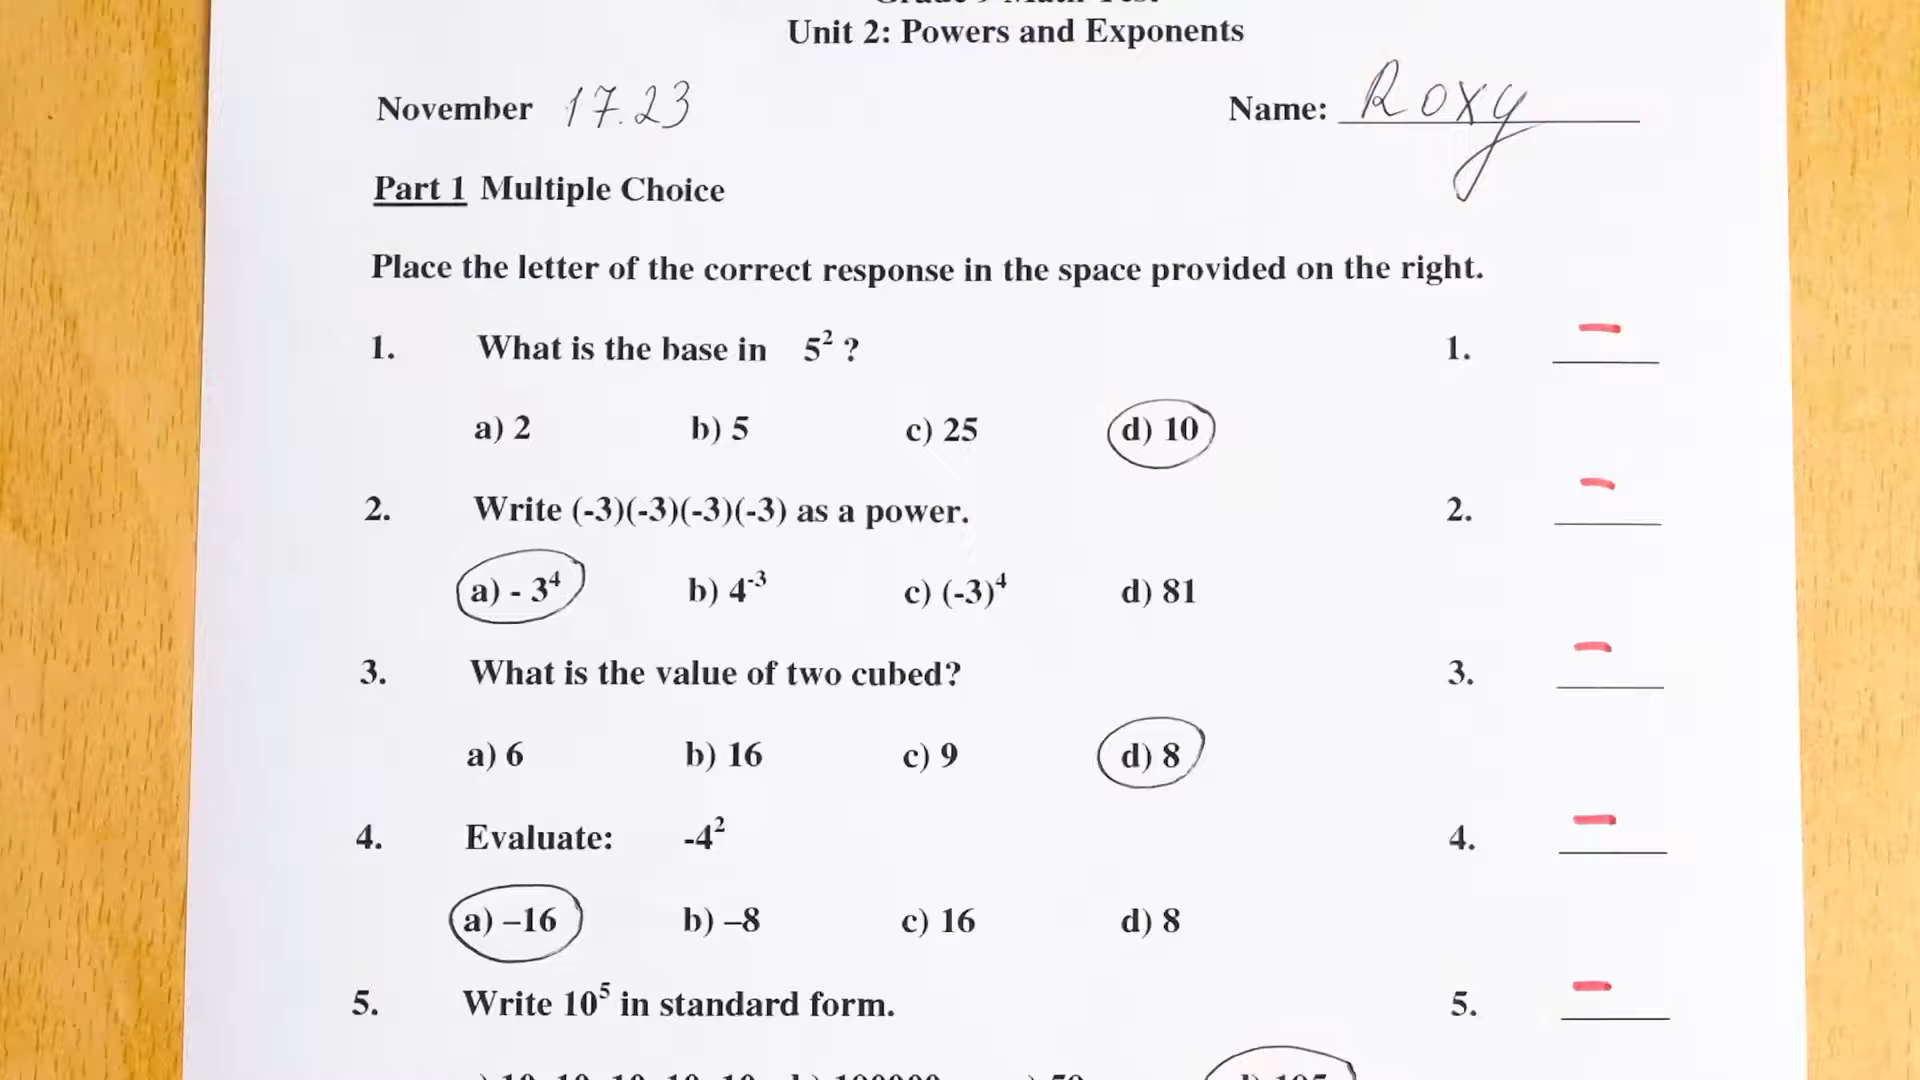 Unit 2: Powers and Exponents
November 17.23 Name: Roxy
Part 1 Multiple Choice
Place the letter of the correct response in the space provided on the right.
1. What is the base in 5² ? 1.
a) 2 b) 5 c) 25 d) 10
2. Write (-3)(-3)(-3)(-3) as a power. 2.
a) - 3⁴ b) 4⁻³ c) (-3)⁴ d) 81
3. What is the value of two cubed? 3.
a) 6 b) 16 c) 9 d) 8
4. Evaluate: -4² 4.
a) –16 b) –8 c) 16 d) 8
5. Write 10⁵ in standard form. 5.